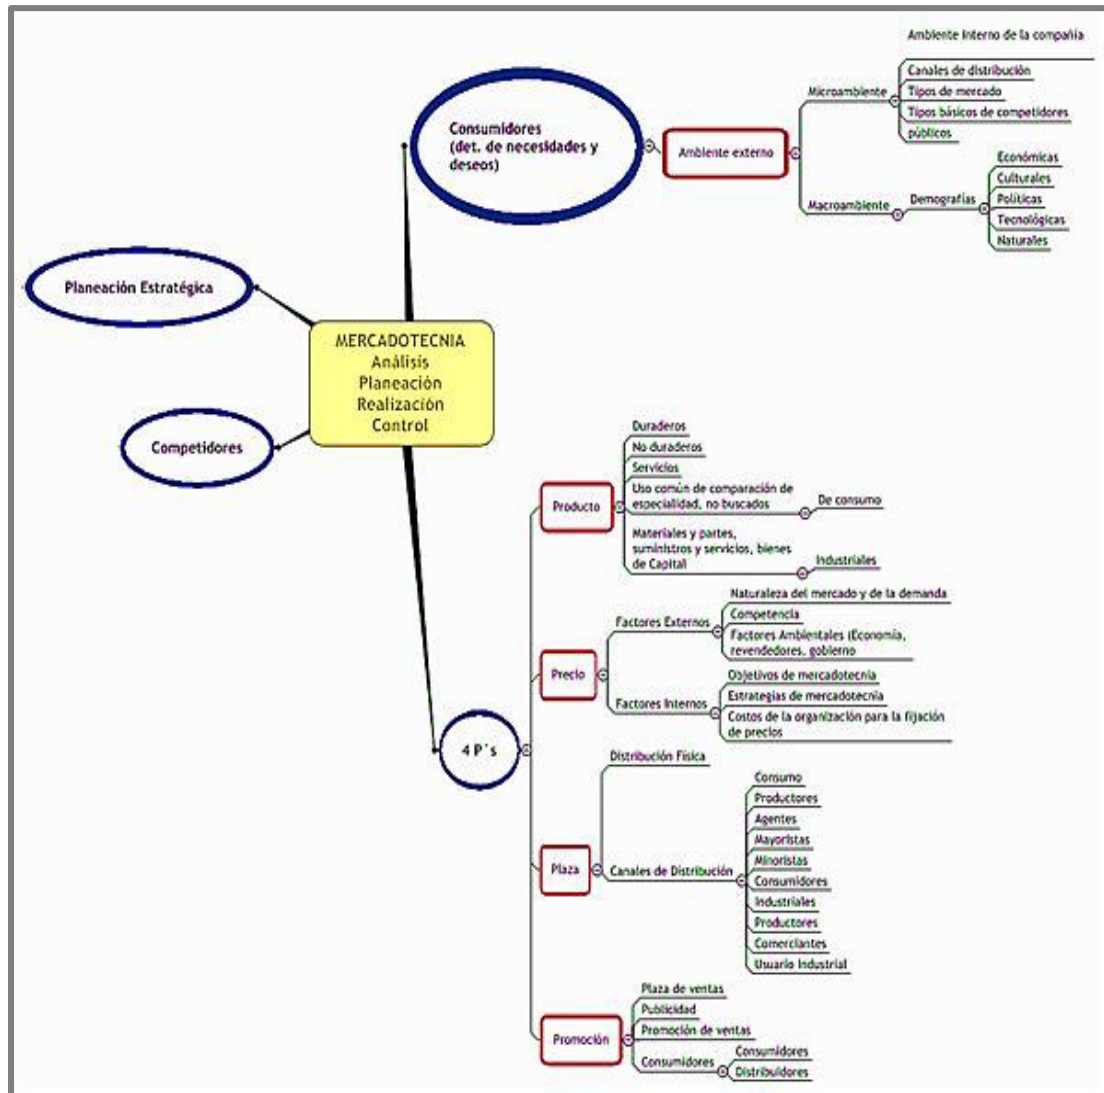 Ambiente Interno de la compañía
Canales de distribución
Microambiente
Tipos de mercado
Tipos básicos de competidores
públicos
Consumidores
(det. de necesidades y
deseos)
Ambiente externo
Económicas
Culturales
Macroambiente
Demografías
Políticas
Tecnológicas
Naturales
Planeación Estratégica
MERCADOTECNIA
Análisis
Planeación
Realización
Control
Competidores
4 P´s
Producto
Duraderos
No duraderos
Servicios
Uso común de comparación de
especialidad, no buscados
De consumo
Materiales y partes,
suministros y servicios, bienes
de Capital
Industriales
Precio
Factores Externos
Naturaleza del mercado y de la demanda
Competencia
Factores Ambientales (Economía,
revendedores, gobierno
Factores Internos
Objetivos de mercadotecnia
Estrategias de mercadotecnia
Costos de la organización para la fijación
de precios
Plaza
Distribución Física
Canales de Distribución
Consumo
Productores
Agentes
Mayoristas
Minoristas
Consumidores
Industriales
Productores
Comerciantes
Usuario Industrial
Promoción
Plaza de ventas
Publicidad
Promoción de ventas
Consumidores
Consumidores
Distribuidores